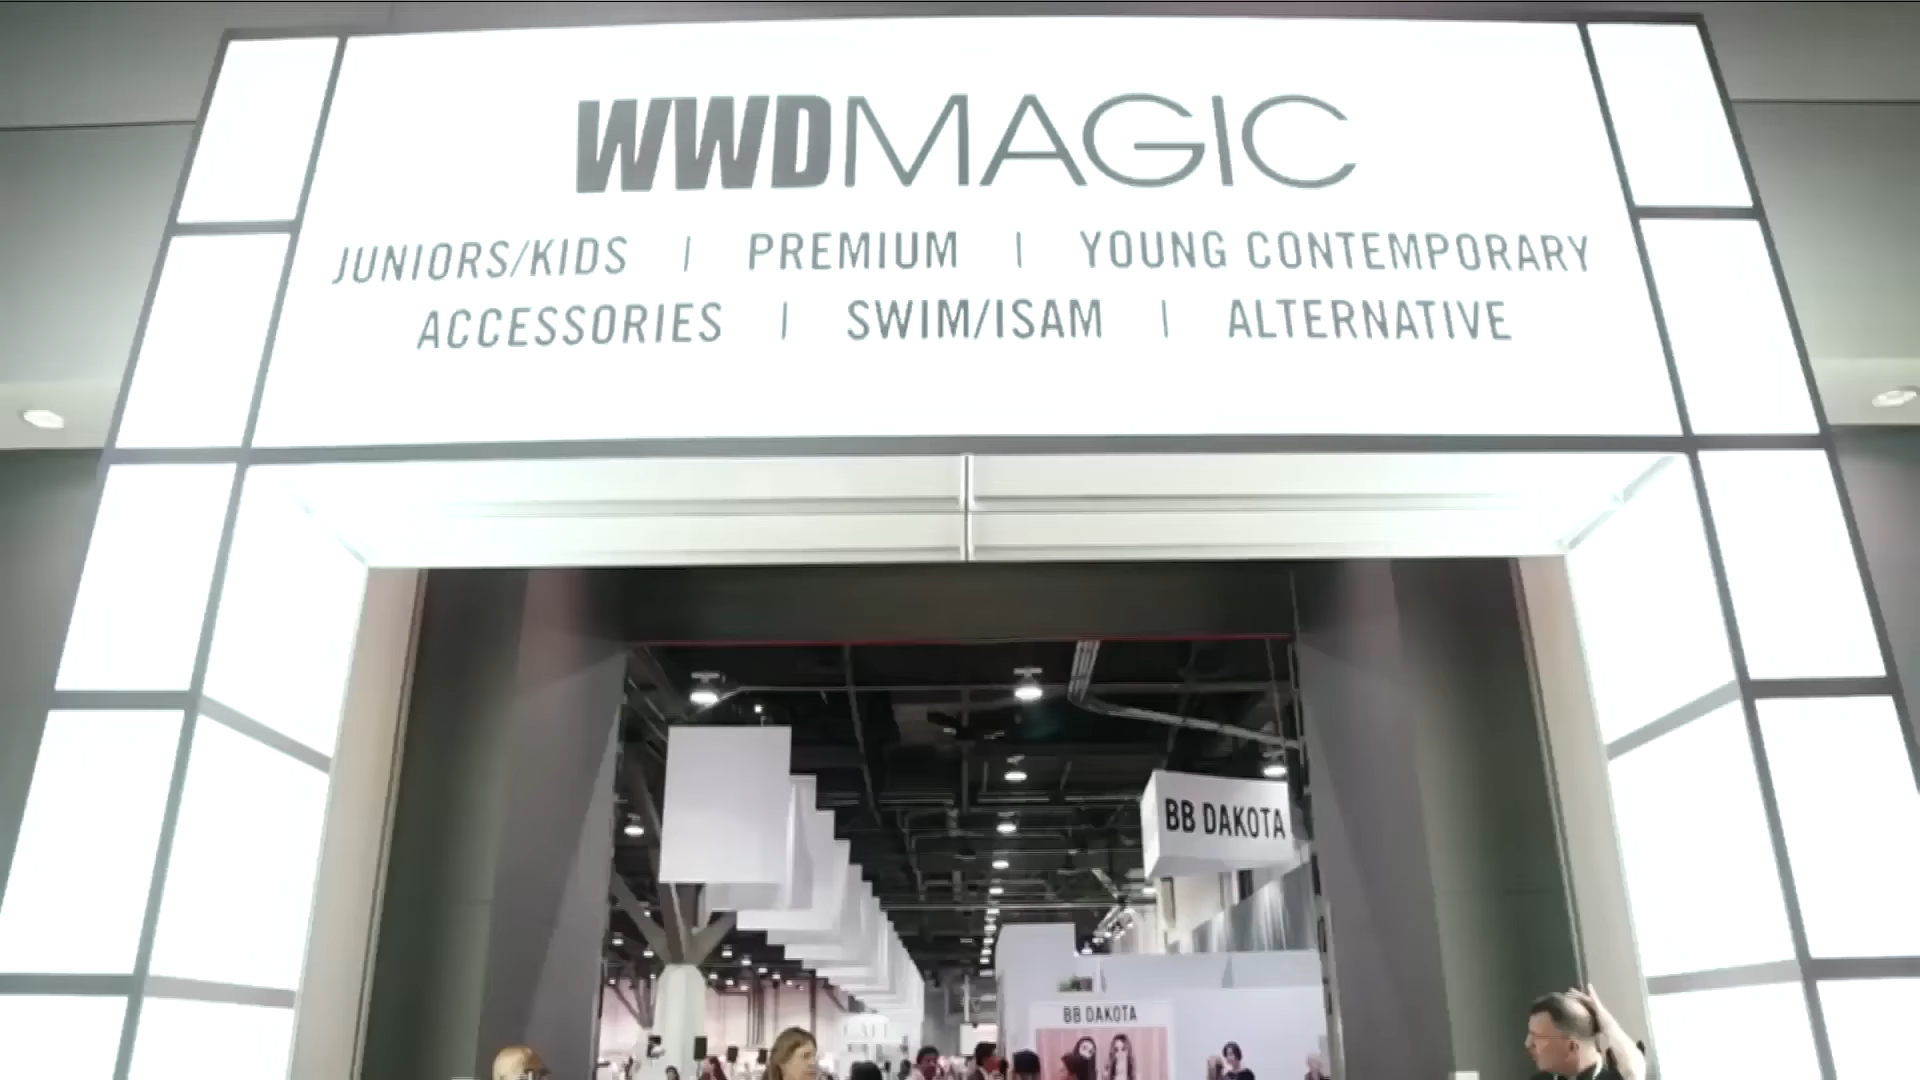 WWDMAGIC
JUNIORS/KIDS | PREMIUM | YOUNG CONTEMPORARY
ACCESSORIES | SWIM/ISAM | ALTERNATIVE
BB DAKOTA
BB DAKOTA